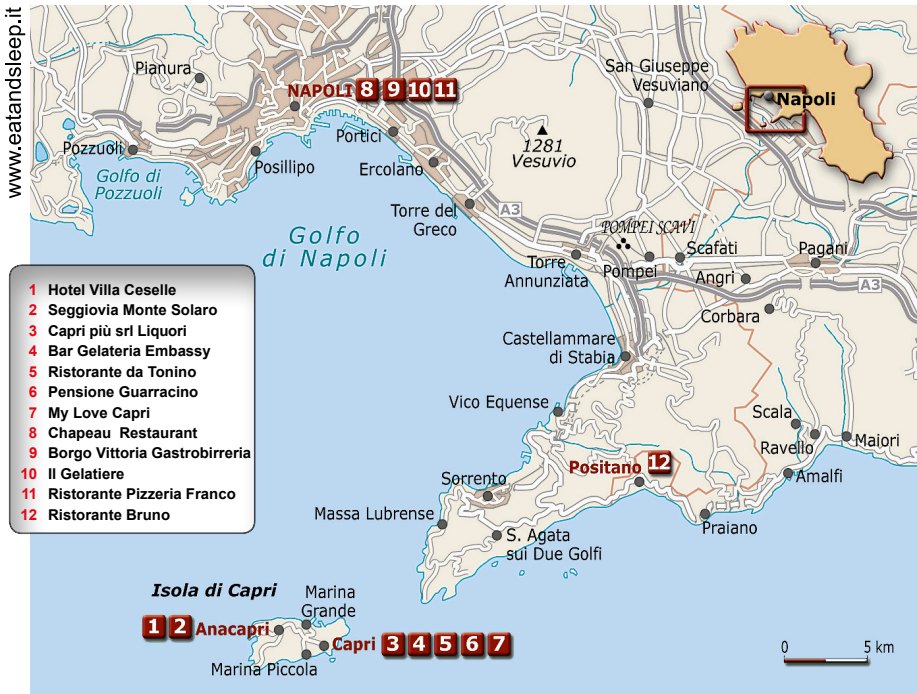 www.eatandsleep.it
Pianura
NAPOLI 8 9 10 11
San Giuseppe
Vesuviano
Napoli
Pozzuoli
Golfo di
Pozzuoli
Posillipo
Portici
Ercolano
1281
Vesuvio
Torre del
Greco
A3
Golfo
di Napoli
POMPEI SCAVI
Torre
Annunziata
Pompei
Scafati
Pagani
Angri
A3
Corbara
1 Hotel Villa Ceselle
2 Seggiovia Monte Solaro
3 Capri più srl Liquori
4 Bar Gelateria Embassy
5 Ristorante da Tonino
6 Pensione Guarracino
7 My Love Capri
8 Chapeau Restaurant
9 Borgo Vittoria Gastrobirreria
10 Il Gelatiere
11 Ristorante Pizzeria Franco
12 Ristorante Bruno
Castellammare
di Stabia
Vico Equense
Scala
Ravello
Maiori
Amalfi
Positano 12
Sorrento
Massa Lubrense
S. Agata
sui Due Golfi
Praiano
Isola di Capri
Marina
Grande
1 2 Anacapri
Capri 3 4 5 6 7
Marina Piccola
0 5 km